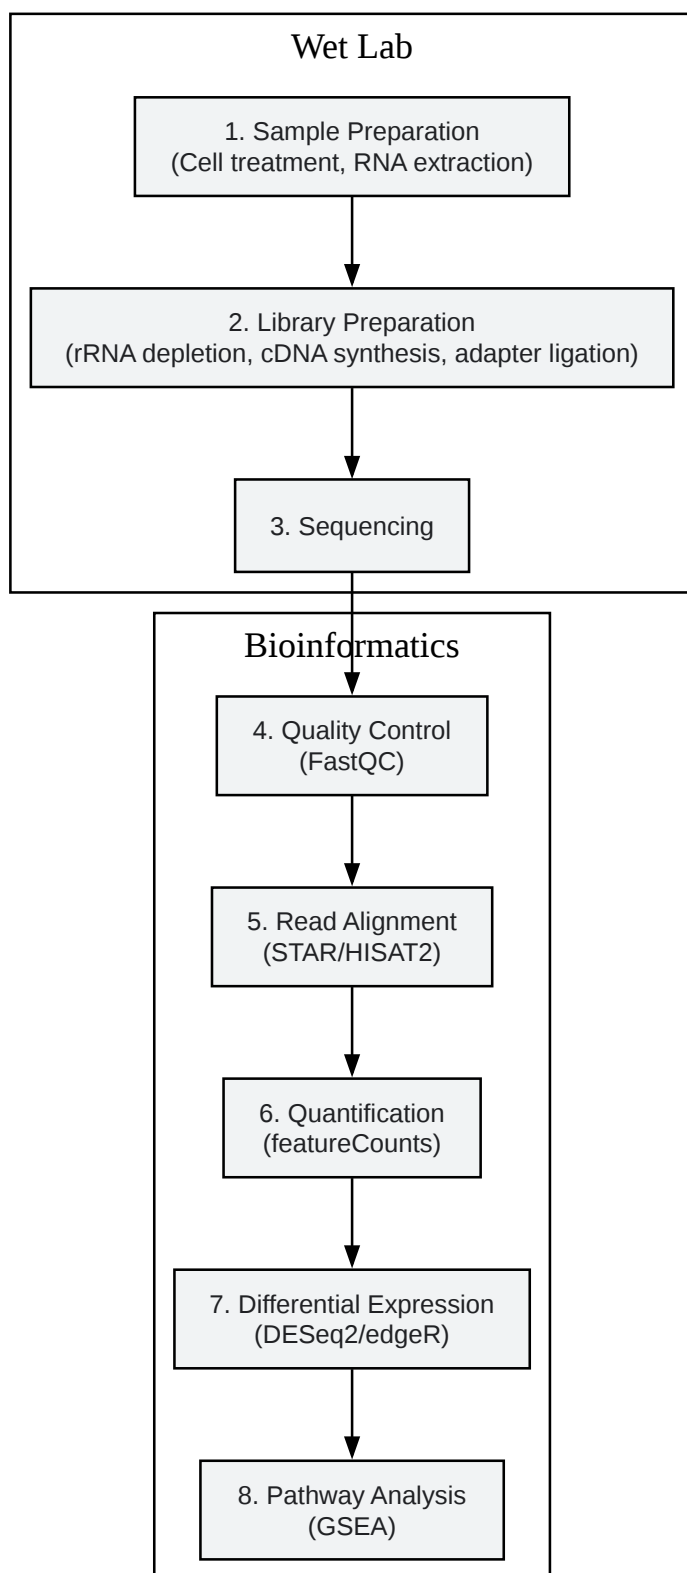 Wet Lab
1. Sample Preparation
(Cell treatment, RNA extraction)
2. Library Preparation
(rRNA depletion, cDNA synthesis, adapter ligation)
3. Sequencing
Bioinformatics
4. Quality Control
(FastQC)
5. Read Alignment
(STAR/HISAT2)
6. Quantification
(featureCounts)
7. Differential Expression
(DESeq2/edgeR)
8. Pathway Analysis
(GSEA)